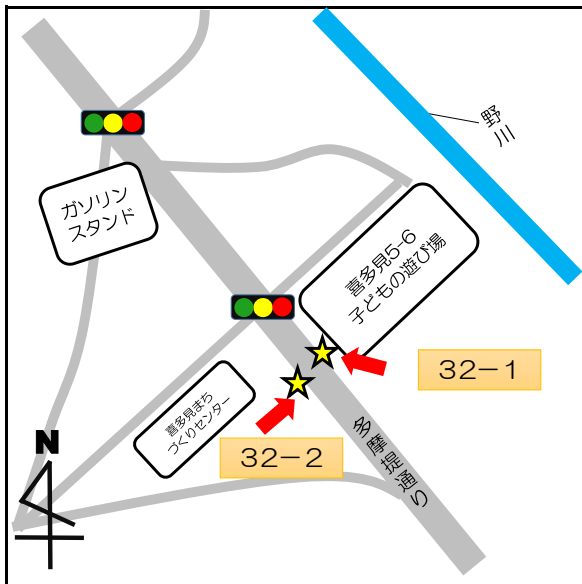 野川
ガソリン
スタンド
喜多見5-6
子どもの遊び場
32-1
喜多見まち
づくりセンター
32-2
多摩提通り
N